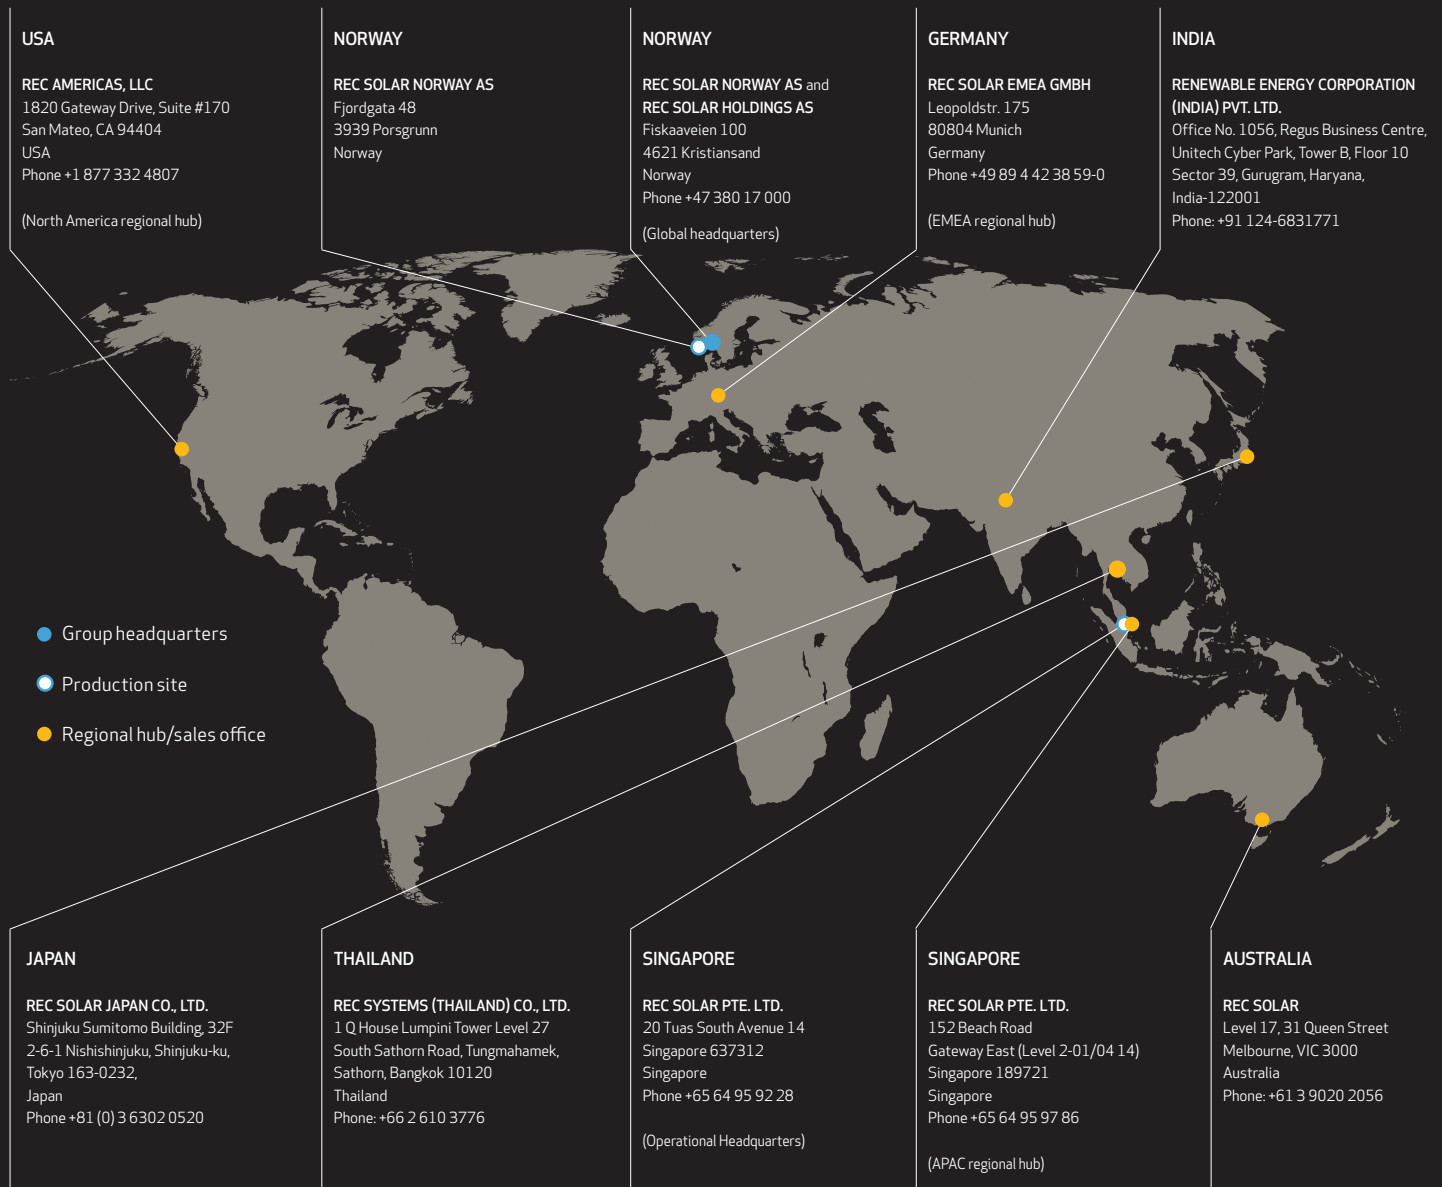 USA
REC AMERICAS, LLC
1820 Gateway Drive, Suite #170
San Mateo, CA 94404
USA
Phone +1 877 332 4807
(North America regional hub)
NORWAY
REC SOLAR NORWAY AS
Fjordgata 48
3939 Porsgrunn
Norway
NORWAY
REC SOLAR NORWAY AS and
REC SOLAR HOLDINGS AS
Fiskaaveien 100
4621 Kristiansand
Norway
Phone +47 380 17 000
(Global headquarters)
GERMANY
REC SOLAR EMEA GMBH
Leopoldstr. 175
80804 Munich
Germany
Phone +49 89 4 42 38 59-0
(EMEA regional hub)
INDIA
RENEWABLE ENERGY CORPORATION
(INDIA) PVT. LTD.
Office No. 1056, Regus Business Centre,
Unitech Cyber Park, Tower B, Floor 10
Sector 39, Gurugram, Haryana,
India-122001
Phone: +91 124-6831771
Group headquarters
Production site
Regional hub/sales office
JAPAN
REC SOLAR JAPAN CO., LTD.
Shinjuku Sumitomo Building, 32F
2-6-1 Nishishinjuku, Shinjuku-ku,
Tokyo 163-0232,
Japan
Phone +81 (0) 3 6302 0520
THAILAND
REC SYSTEMS (THAILAND) CO., LTD.
1 Q House Lumpini Tower Level 27
South Sathorn Road, Tungmahamek,
Sathorn, Bangkok 10120
Thailand
Phone: +66 2 610 3776
SINGAPORE
REC SOLAR PTE. LTD.
20 Tuas South Avenue 14
Singapore 637312
Singapore
Phone +65 64 95 92 28
(Operational Headquarters)
SINGAPORE
REC SOLAR PTE. LTD.
152 Beach Road
Gateway East (Level 2-01/04 14)
Singapore 189721
Singapore
Phone +65 64 95 97 86
(APAC regional hub)
AUSTRALIA
REC SOLAR
Level 17, 31 Queen Street
Melbourne, VIC 3000
Australia
Phone: +61 3 9020 2056